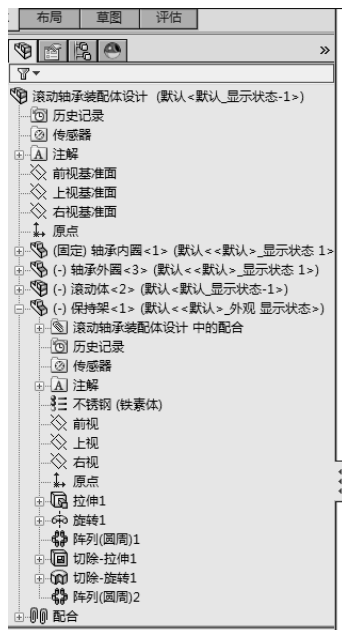 布局 草图 评估
»
滚动轴承装配体设计 (默认<默认_显示状态-1>)
历史记录
传感器
A 注解
前视基准面
上视基准面
右视基准面
原点
(固定) 轴承内圈<1> (默认<<默认>_显示状态 1>
(-) 轴承外圈<3> (默认<<默认>_显示状态 1>)
(-) 滚动体<2> (默认<默认_显示状态-1>)
(-) 保持架<1> (默认<<默认>_外观 显示状态>)
滚动轴承装配体设计 中的配合
历史记录
传感器
A 注解
不锈钢 (铁素体)
前视
上视
右视
原点
拉伸1
旋转1
阵列(圆周)1
切除-拉伸1
切除-旋转1
阵列(圆周)2
配合